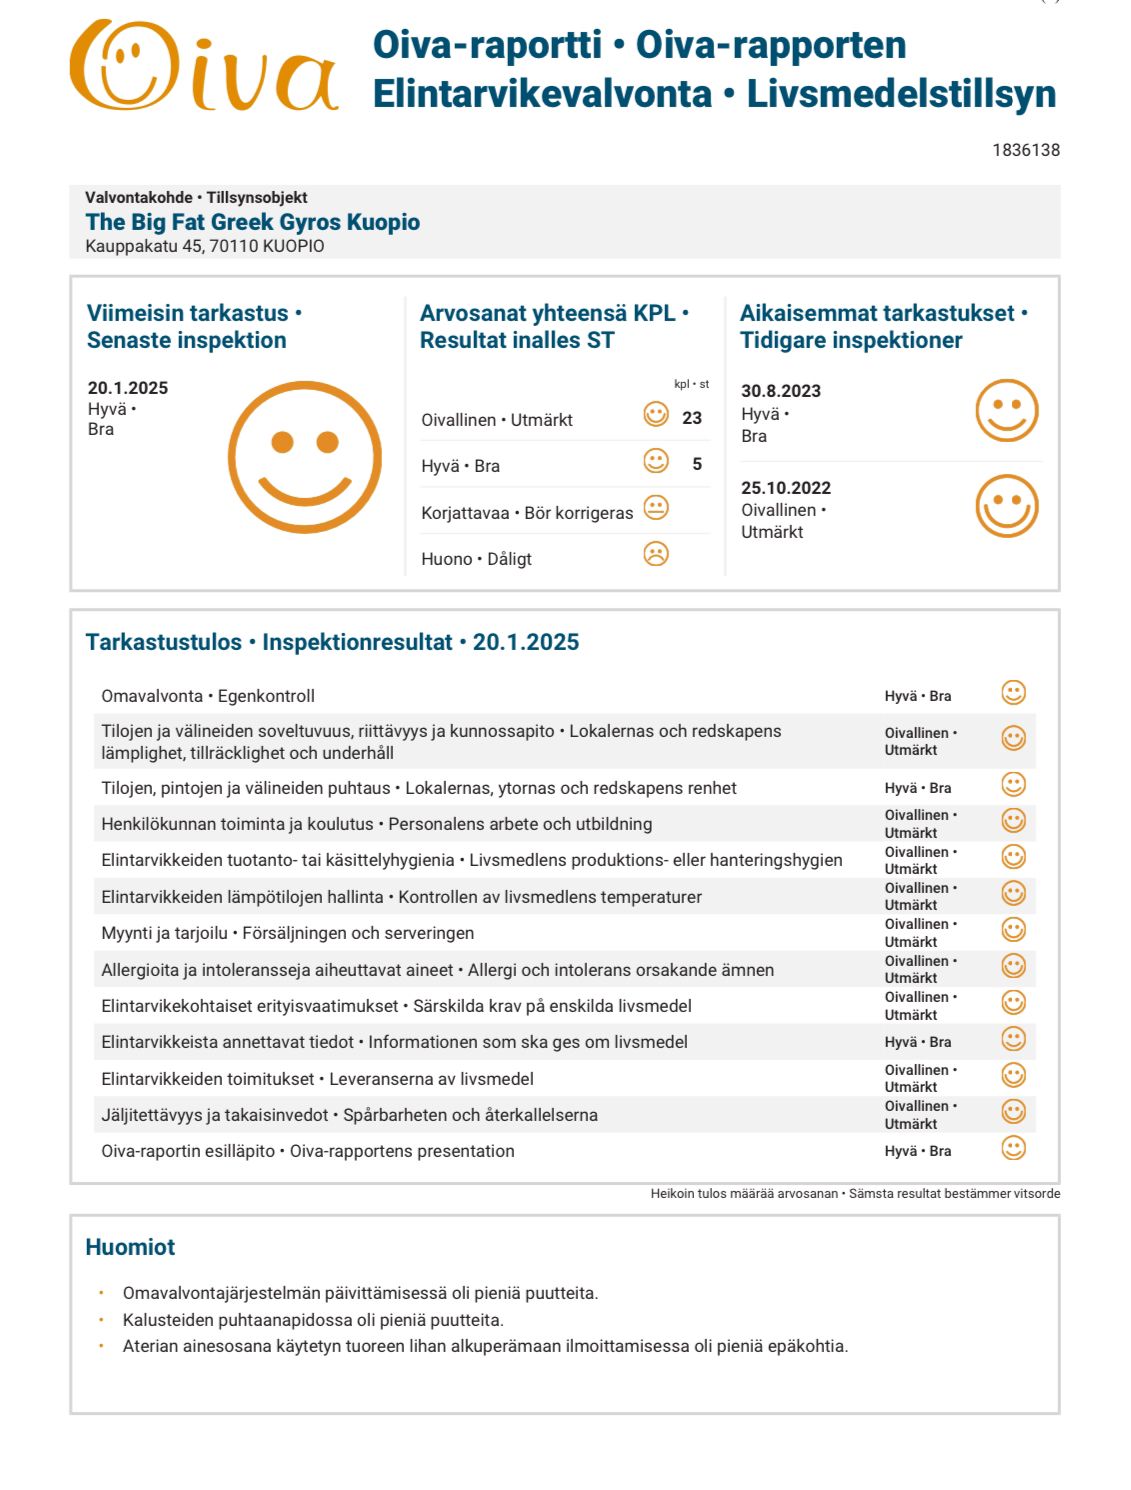 Oiva
Oiva-raportti • Oiva-rapporten
Elintarvikevalvonta • Livsmedelstillsyn
1836138
Valvontakohde • Tillsynsobjekt
The Big Fat Greek Gyros Kuopio
Kauppakatu 45, 70110 KUOPIO
Viimeisin tarkastus •
Senaste inspektion
20.1.2025
Hyvä •
Bra
Arvosanat yhteensä KPL •
Resultat inalles ST
kpl • st
Oivallinen • Utmärkt 23
Hyvä • Bra 5
Korjattavaa • Bör korrigeras
Huono • Dåligt
Aikaisemmat tarkastukset •
Tidigare inspektioner
30.8.2023
Hyvä •
Bra
25.10.2022
Oivallinen •
Utmärkt
Tarkastustulos • Inspektionresultat • 20.1.2025
Omavalvonta • Egenkontroll Hyvä • Bra
Tilojen ja välineiden soveltuvuus, riittävyys ja kunnossapito • Lokalernas och redskapens
lämplighet, tillräcklighet och underhåll
Oivallinen •
Utmärkt
Tilojen, pintojen ja välineiden puhtaus • Lokalernas, ytornas och redskapens renhet Hyvä • Bra
Henkilökunnan toiminta ja koulutus • Personalens arbete och utbildning
Oivallinen •
Utmärkt
Elintarvikkeiden tuotanto- tai käsittelyhygienia • Livsmedlens produktions- eller hanteringshygien
Oivallinen •
Utmärkt
Elintarvikkeiden lämpötilojen hallinta • Kontrollen av livsmedlens temperaturer
Oivallinen •
Utmärkt
Myynti ja tarjoilu • Försäljningen och serveringen
Oivallinen •
Utmärkt
Allergioita ja intoleransseja aiheuttavat aineet • Allergi och intolerans orsakande ämnen
Oivallinen •
Utmärkt
Elintarvikekohtaiset erityisvaatimukset • Särskilda krav på enskilda livsmedel
Oivallinen •
Utmärkt
Elintarvikkeista annettavat tiedot • Informationen som ska ges om livsmedel Hyvä • Bra
Elintarvikkeiden toimitukset • Leveranserna av livsmedel
Oivallinen •
Utmärkt
Jäljitettävyys ja takaisinvedot • Spårbarheten och återkallelserna
Oivallinen •
Utmärkt
Oiva-raportin esilläpito • Oiva-rapportens presentation Hyvä • Bra
Heikoin tulos määrää arvosanan • Sämsta resultat bestämmer vitsorde
Huomiot
• Omavalvontajärjestelmän päivittämisessä oli pieniä puutteita.
• Kalusteiden puhtaanapidossa oli pieniä puutteita.
• Aterian ainesosana käytetyn tuoreen lihan alkuperämaan ilmoittamisessa oli pieniä epäkohtia.